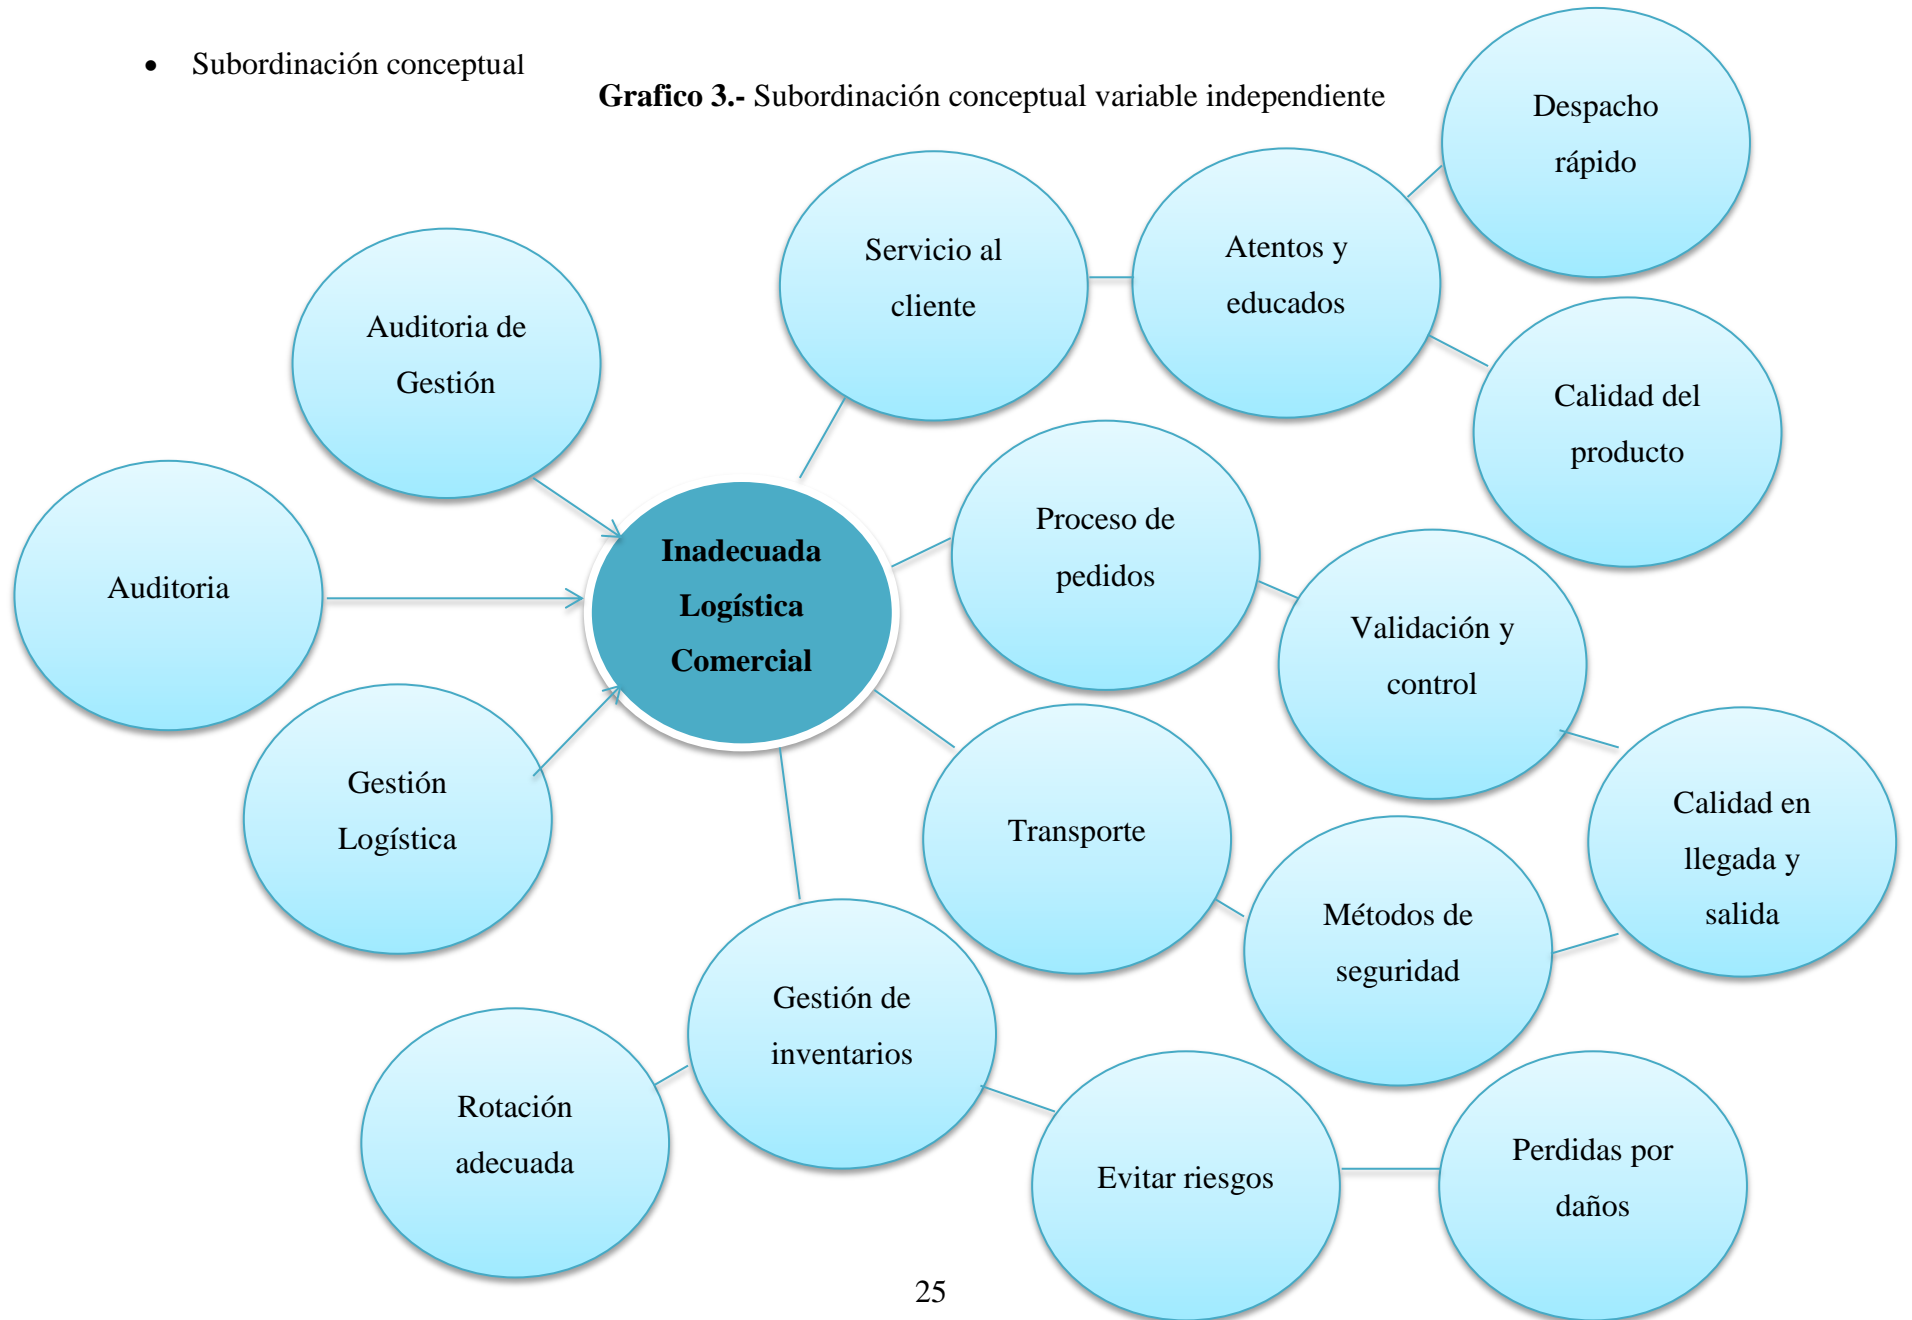 • Subordinación conceptual
Grafico 3.- Subordinación conceptual variable independiente
Despacho
rápido
Servicio al
cliente
Atentos y
educados
Auditoria de
Gestión
Calidad del
producto
Auditoria
Inadecuada
Logística
Comercial
Proceso de
pedidos
Validación y
control
Gestión
Logística
Transporte
Calidad en
llegada y
salida
Métodos de
seguridad
Gestión de
inventarios
Rotación
adecuada
Evitar riesgos
Perdidas por
daños
25